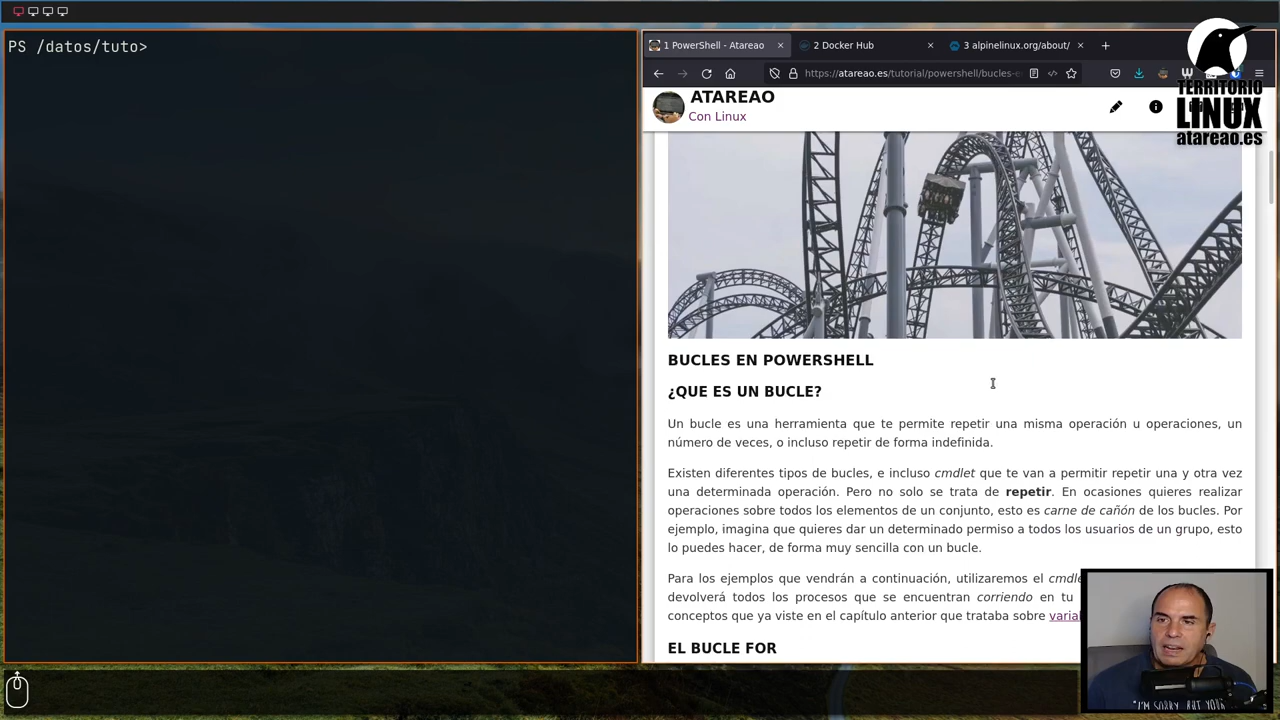 PS /datos/tuto>
1 PowerShell - Atareao
2 Docker Hub
3 alpinelinux.org/about/
https://atareao.es/tutorial/powershell/bucles-e
ATAREAO
Con Linux
TERRITORIO
LINUX
atareao.es
BUCLES EN POWERSHELL
¿QUE ES UN BUCLE?
Un bucle es una herramienta que te permite repetir una misma operación u operaciones, un
número de veces, o incluso repetir de forma indefinida.
Existen diferentes tipos de bucles, e incluso cmdlet que te van a permitir repetir una y otra vez
una determinada operación. Pero no solo se trata de repetir. En ocasiones quieres realizar
operaciones sobre todos los elementos de un conjunto, esto es carne de cañón de los bucles. Por
ejemplo, imagina que quieres dar un determinado permiso a todos los usuarios de un grupo, esto
lo puedes hacer, de forma muy sencilla con un bucle.
Para los ejemplos que vendrán a continuación, utilizaremos el
devolverá todos los procesos que se encuentran corriendo en tu
conceptos que ya viste en el capítulo anterior que trataba sobre
EL BUCLE FOR
"I'M SORRY, BUT YOUR